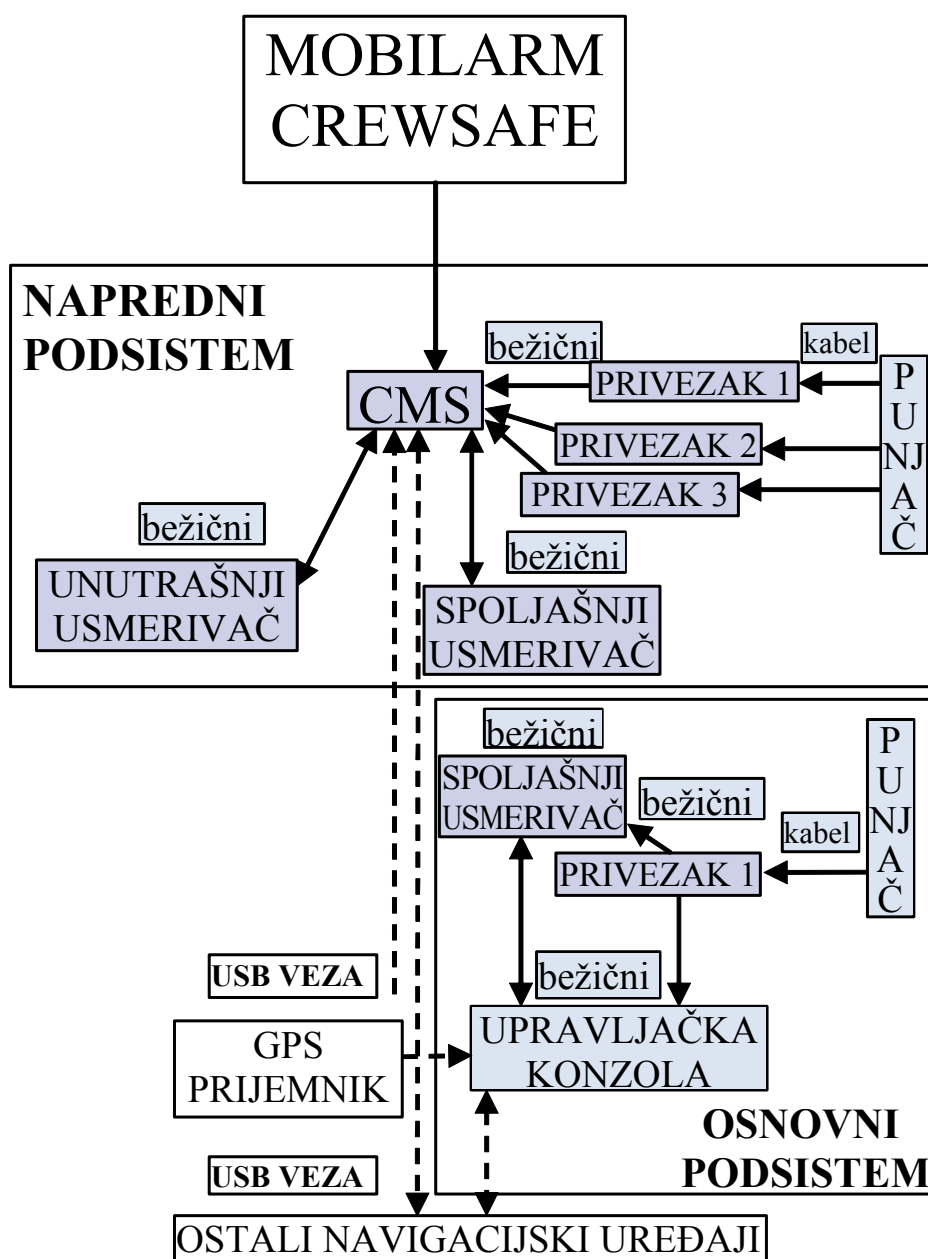 MOBILARM
CREWSAFE
NAPREDNI
PODSISTEM
bežični
kabel
PRIVEZAK 1
CMS
PRIVEZAK 2
PRIVEZAK 3
P
U
NJ
A
Č
bežični
UNUTRAŠNJI
USMERIVAČ
bežični
SPOLJAŠNJI
USMERIVAČ
bežični
SPOLJAŠNJI
USMERIVAČ
bežični
kabel
PRIVEZAK 1
P
U
NJ
A
Č
USB VEZA
bežični
GPS
PRIJEMNIK
UPRAVLJAČKA
KONZOLA
OSNOVNI
PODSISTEM
USB VEZA
OSTALI NAVIGACIJSKI UREĐAJI